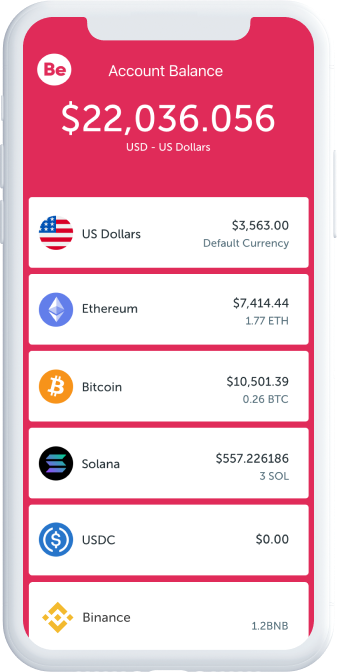 Be
Account Balance
$22,036.056
USD - US Dollars
US Dollars
$3,563.00
Default Currency
Ethereum
$7,414.44
1.77 ETH
Bitcoin
$10,501.39
0.26 BTC
Solana
$557.226186
3 SOL
USDC
$0.00
Binance
1.2BNB